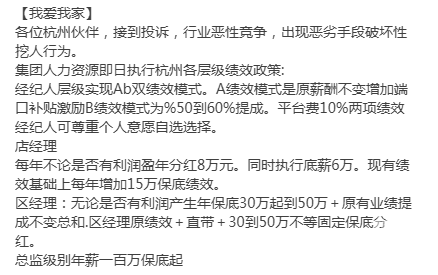 【我爱我家】
各位杭州伙伴，接到投诉，行业恶性竞争，出现恶劣手段破坏性
挖人行为。
集团人力资源即日执行杭州各层级绩效政策:
经纪人层级实现Ab双绩效模式。A绩效模式是原薪酬不变增加端
口补贴激励B绩效模式为%50到60%提成。平台费10%两项绩效
经纪人可尊重个人意愿自选选择。
店经理
每年不论是否有利润盈年分红8万元。同时执行底薪6万。现有绩
效基础上每年增加15万保底绩效。
区经理：无论是否有利润产生年保底30万起到50万＋原有业绩提
成不变总和.区经理原绩效＋直带＋30到50万不等固定保底分
红。
总监级别年薪一百万保底起